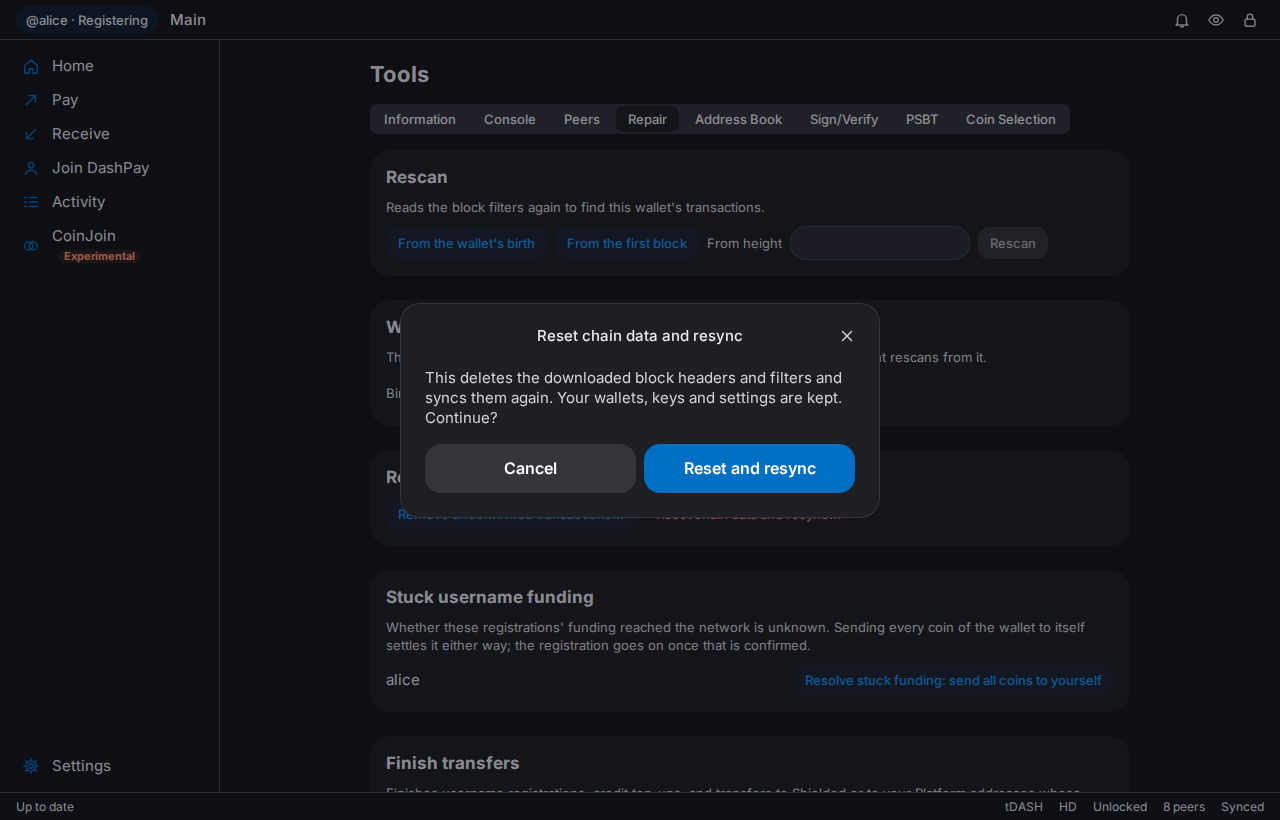 @alice · Registering
Main
Home
Pay
Receive
Join DashPay
Activity
CoinJoin
Experimental
Settings
Tools
Information Console Peers Repair Address Book Sign/Verify PSBT Coin Selection
Rescan
Reads the block filters again to find this wallet's transactions.
From the wallet's birth From the first block From height Rescan
rescans from it.
Reset chain data and resync
This deletes the downloaded block headers and filters and
syncs them again. Your wallets, keys and settings are kept.
Continue?
Cancel Reset and resync
Stuck username funding
Whether these registrations' funding reached the network is unknown. Sending every coin of the wallet to itself
settles it either way; the registration goes on once that is confirmed.
alice Resolve stuck funding: send all coins to yourself
Finish transfers
Up to date
tDASH HD Unlocked 8 peers Synced